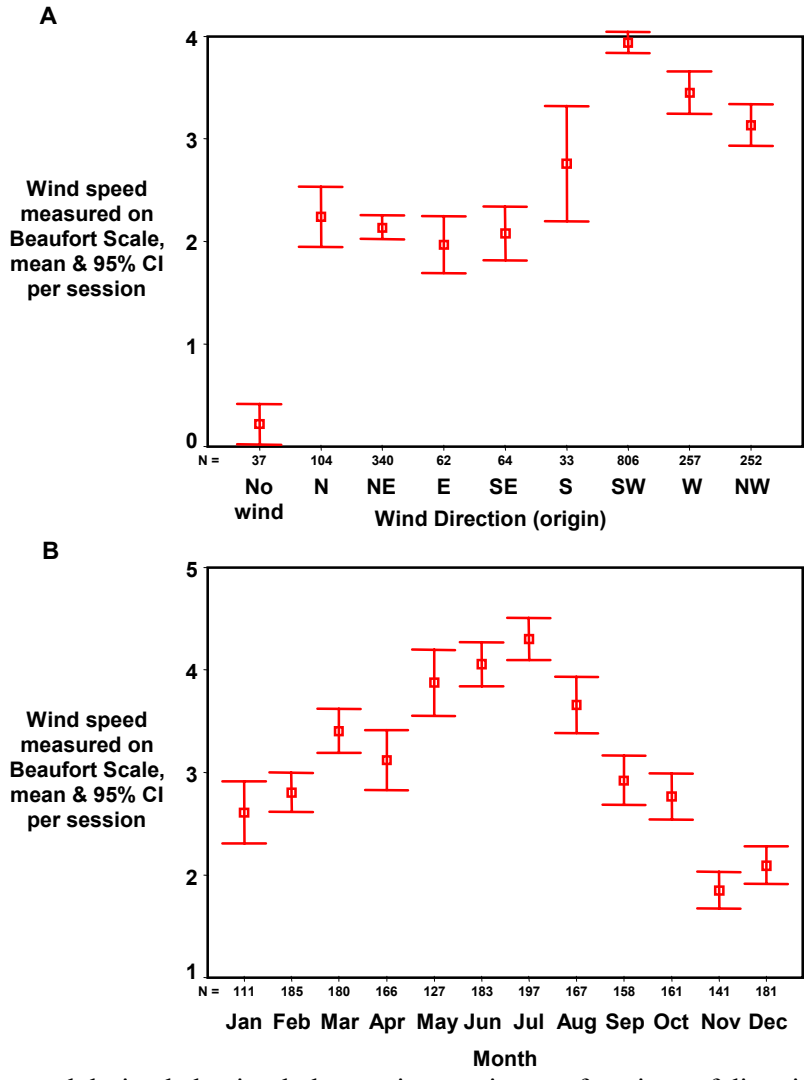 A
Wind speed
measured on
Beaufort Scale,
mean & 95% CI
per session
4
3
2
1
0
N = 37 104 340 62 64 33 806 257 252
No wind N NE E SE S SW W NW
Wind Direction (origin)
B
Wind speed
measured on
Beaufort Scale,
mean & 95% CI
per session
5
4
3
2
1
N = 111 185 180 166 127 183 197 167 158 161 141 181
Jan Feb Mar Apr May Jun Jul Aug Sep Oct Nov Dec
Month